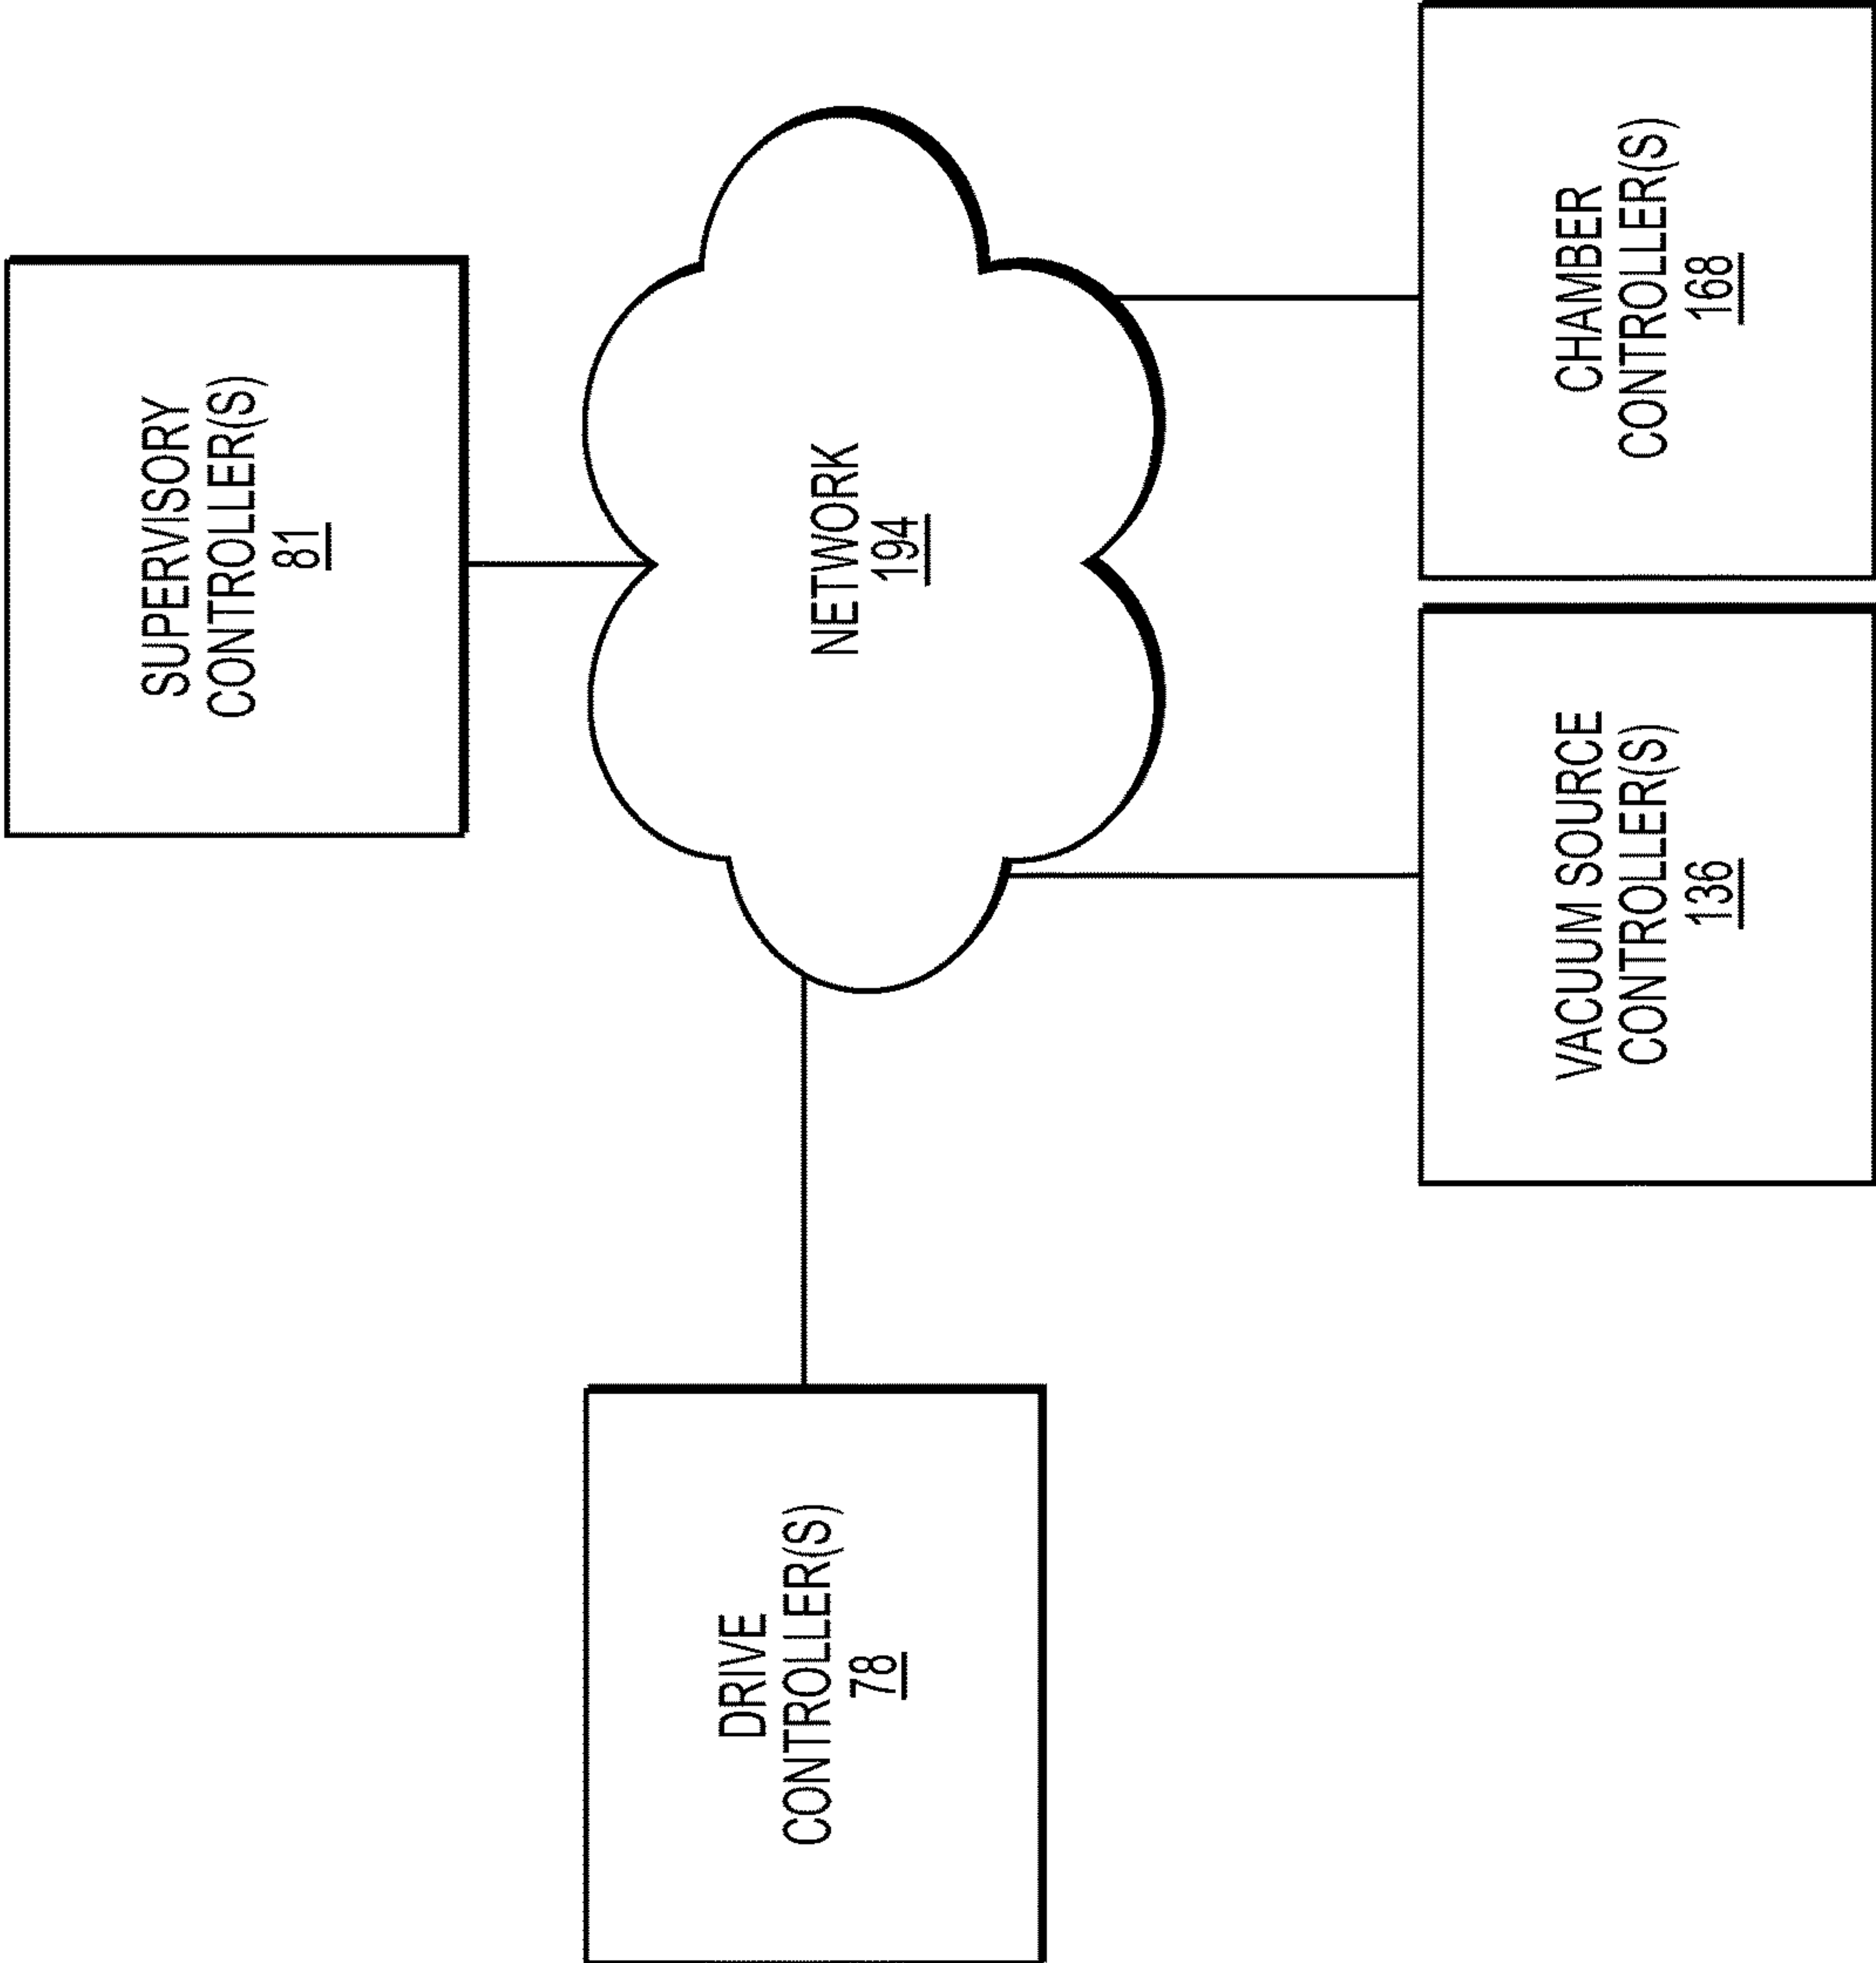 SUPERVISORY
CONTROLLER(S)
81
NETWORK
194
DRIVE
CONTROLLER(S)
78
VACUUM SOURCE
CONTROLLER(S)
136
CHAMBER
CONTROLLER(S)
168